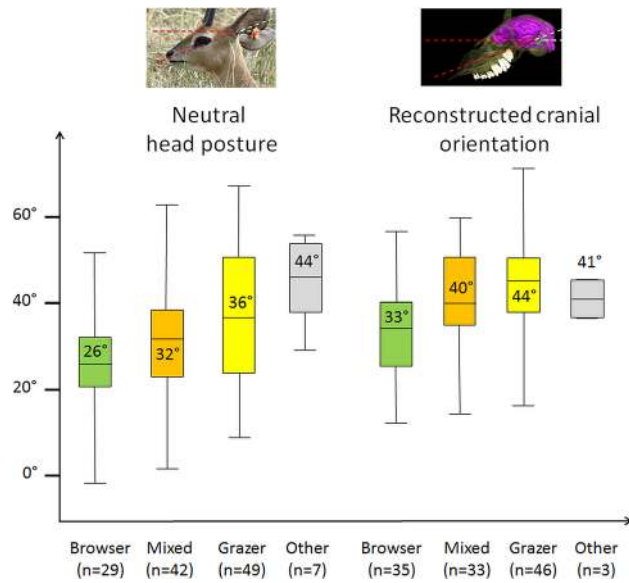 Neutral
head posture
Reconstructed cranial
orientation
60°
40°
20°
0°
26°
32°
36°
44°
33°
40°
44°
41°
Browser
(n=29)
Mixed
(n=42)
Grazer
(n=49)
Other
(n=7)
Browser
(n=35)
Mixed
(n=33)
Grazer
(n=46)
Other
(n=3)